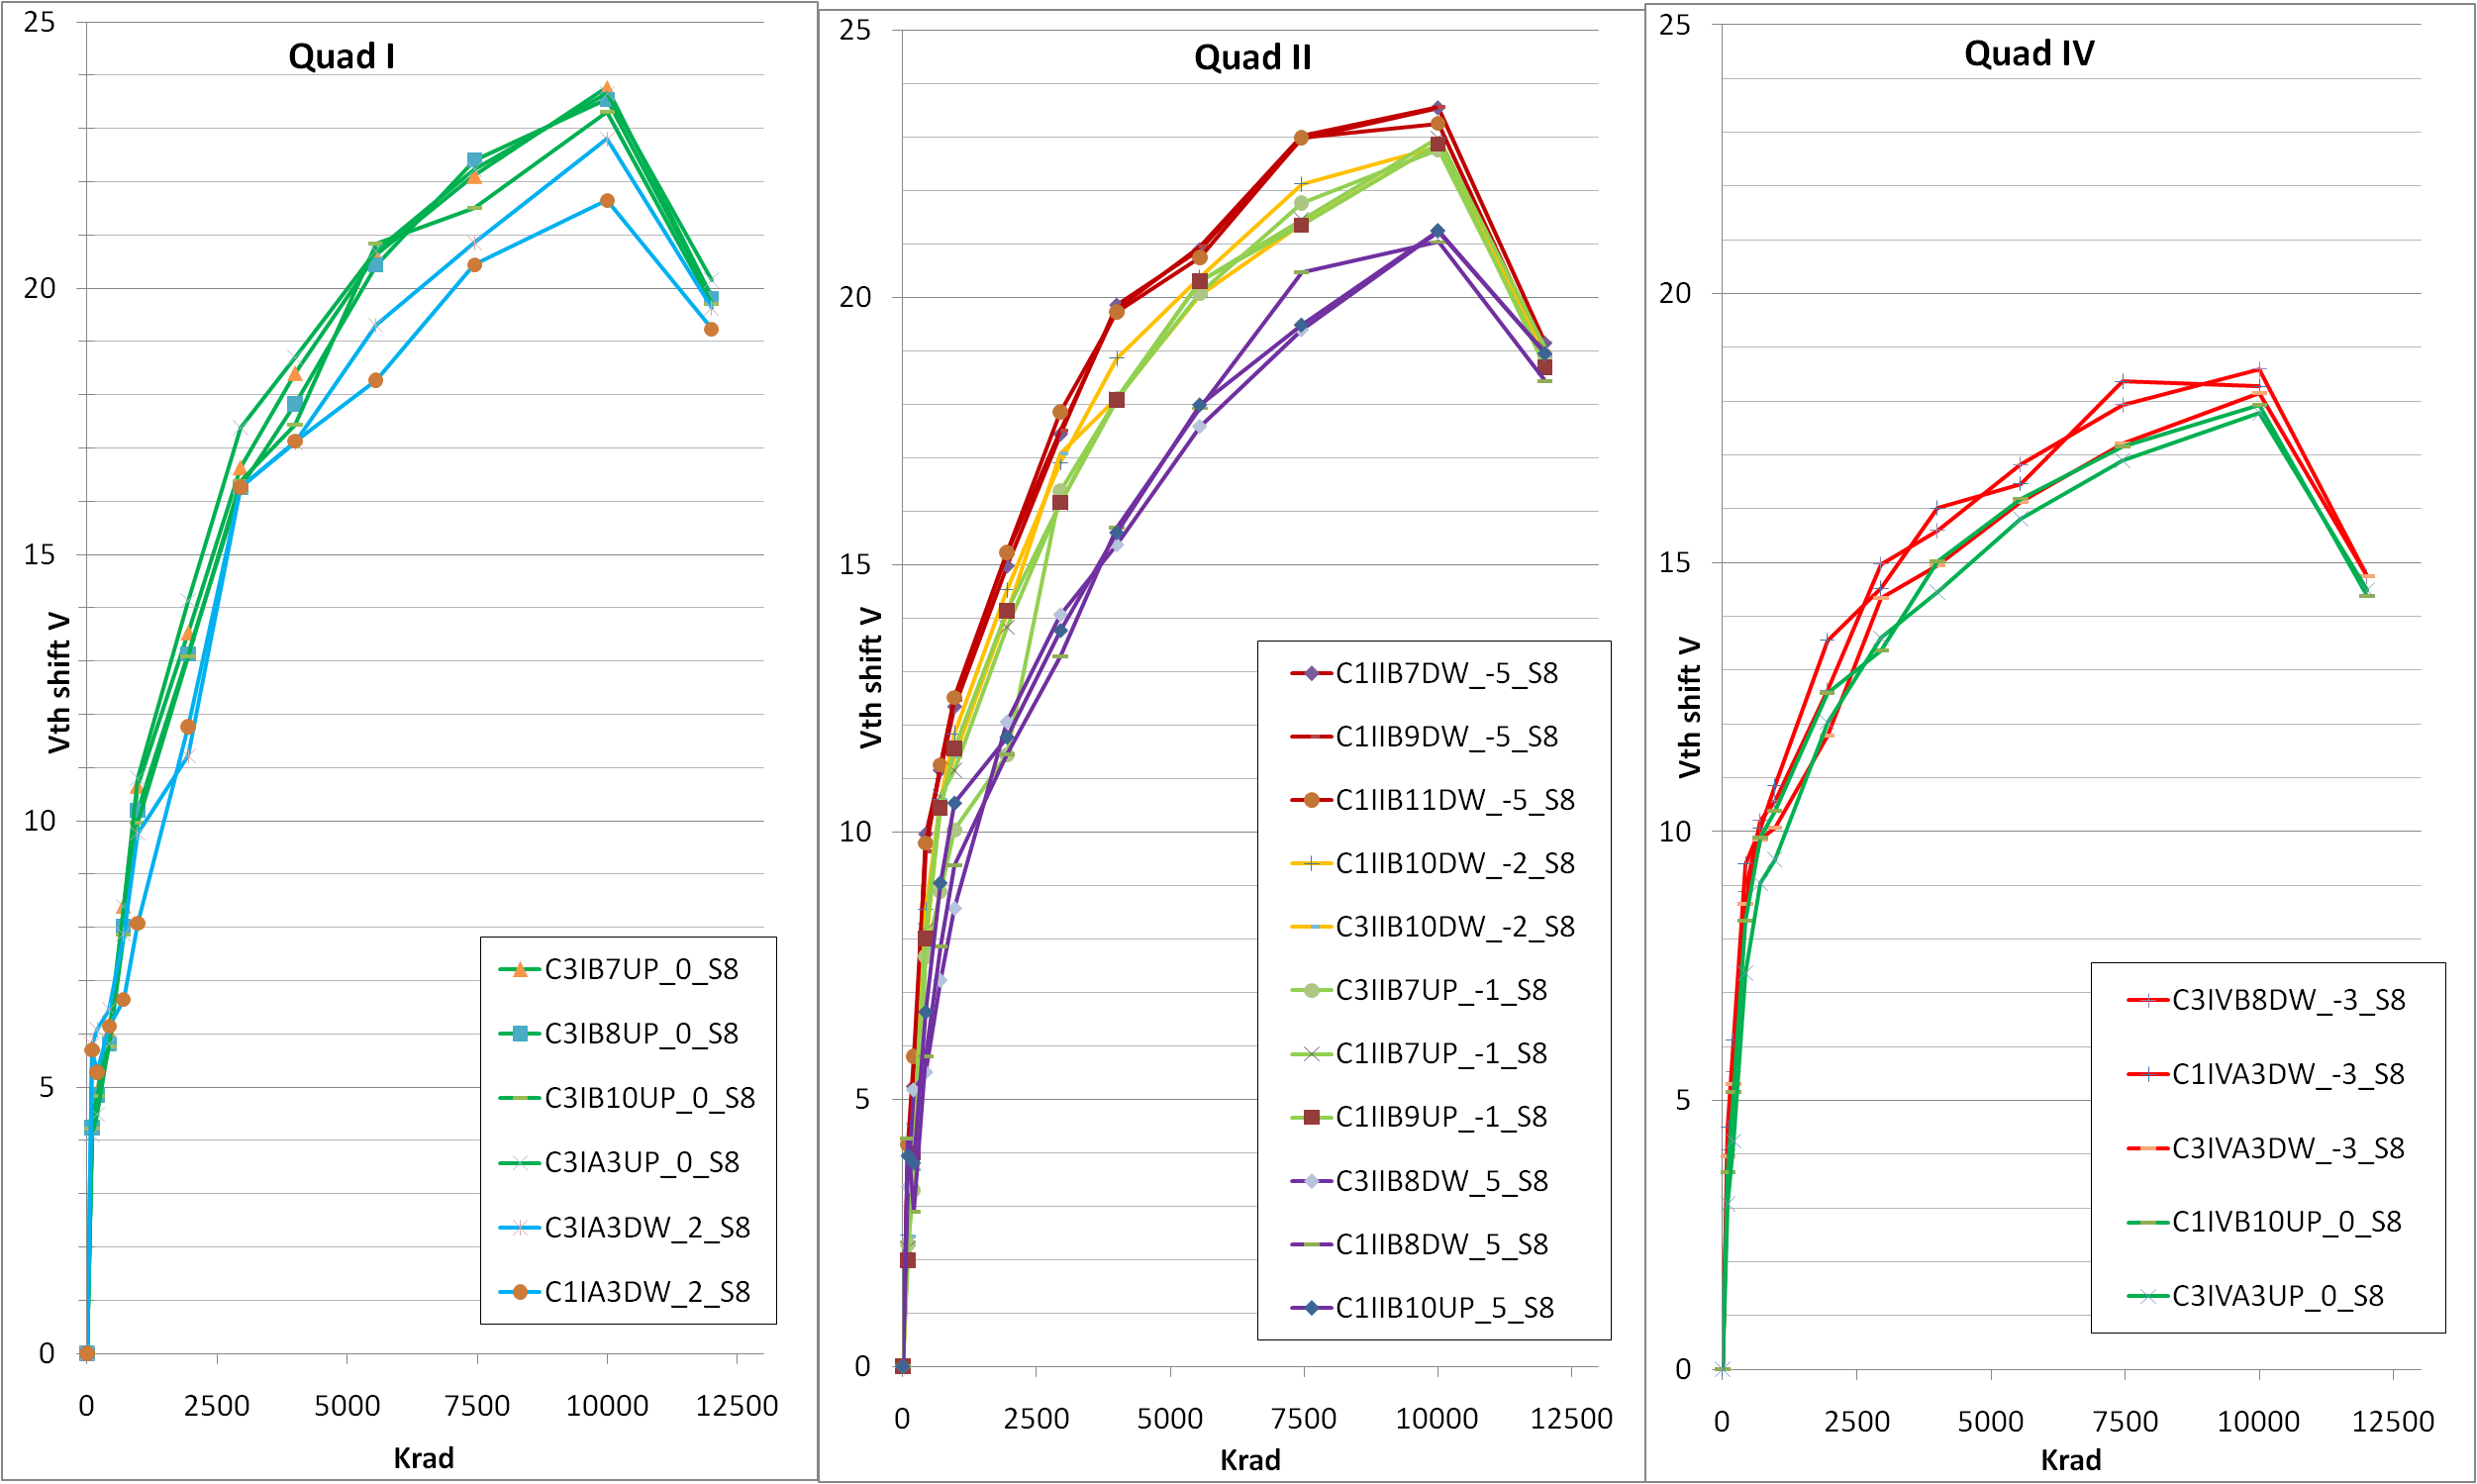 Quad I
25
20
15
10
5
0
Vth shift V
C3IB7UP_0_S8
C3IB8UP_0_S8
C3IB10UP_0_S8
C3IA3UP_0_S8
C3IA3DW_2_S8
C1IA3DW_2_S8
0 2500 5000 7500 10000 12500
Krad
Quad II
25
20
15
10
5
0
Vth shift V
C1IIB7DW_-5_S8
C1IIB9DW_-5_S8
C1IIB11DW_-5_S8
C1IIB10DW_-2_S8
C3IIB10DW_-2_S8
C3IIB7UP_-1_S8
C1IIB7UP_-1_S8
C1IIB9UP_-1_S8
C3IIB8DW_5_S8
C1IIB8DW_5_S8
C1IIB10UP_5_S8
0 2500 5000 7500 10000 12500
Krad
Quad IV
25
20
15
10
5
0
Vth shift V
C3IVB8DW_-3_S8
C1IVA3DW_-3_S8
C3IVA3DW_-3_S8
C1IVB10UP_0_S8
C3IVA3UP_0_S8
0 2500 5000 7500 10000 12500
Krad